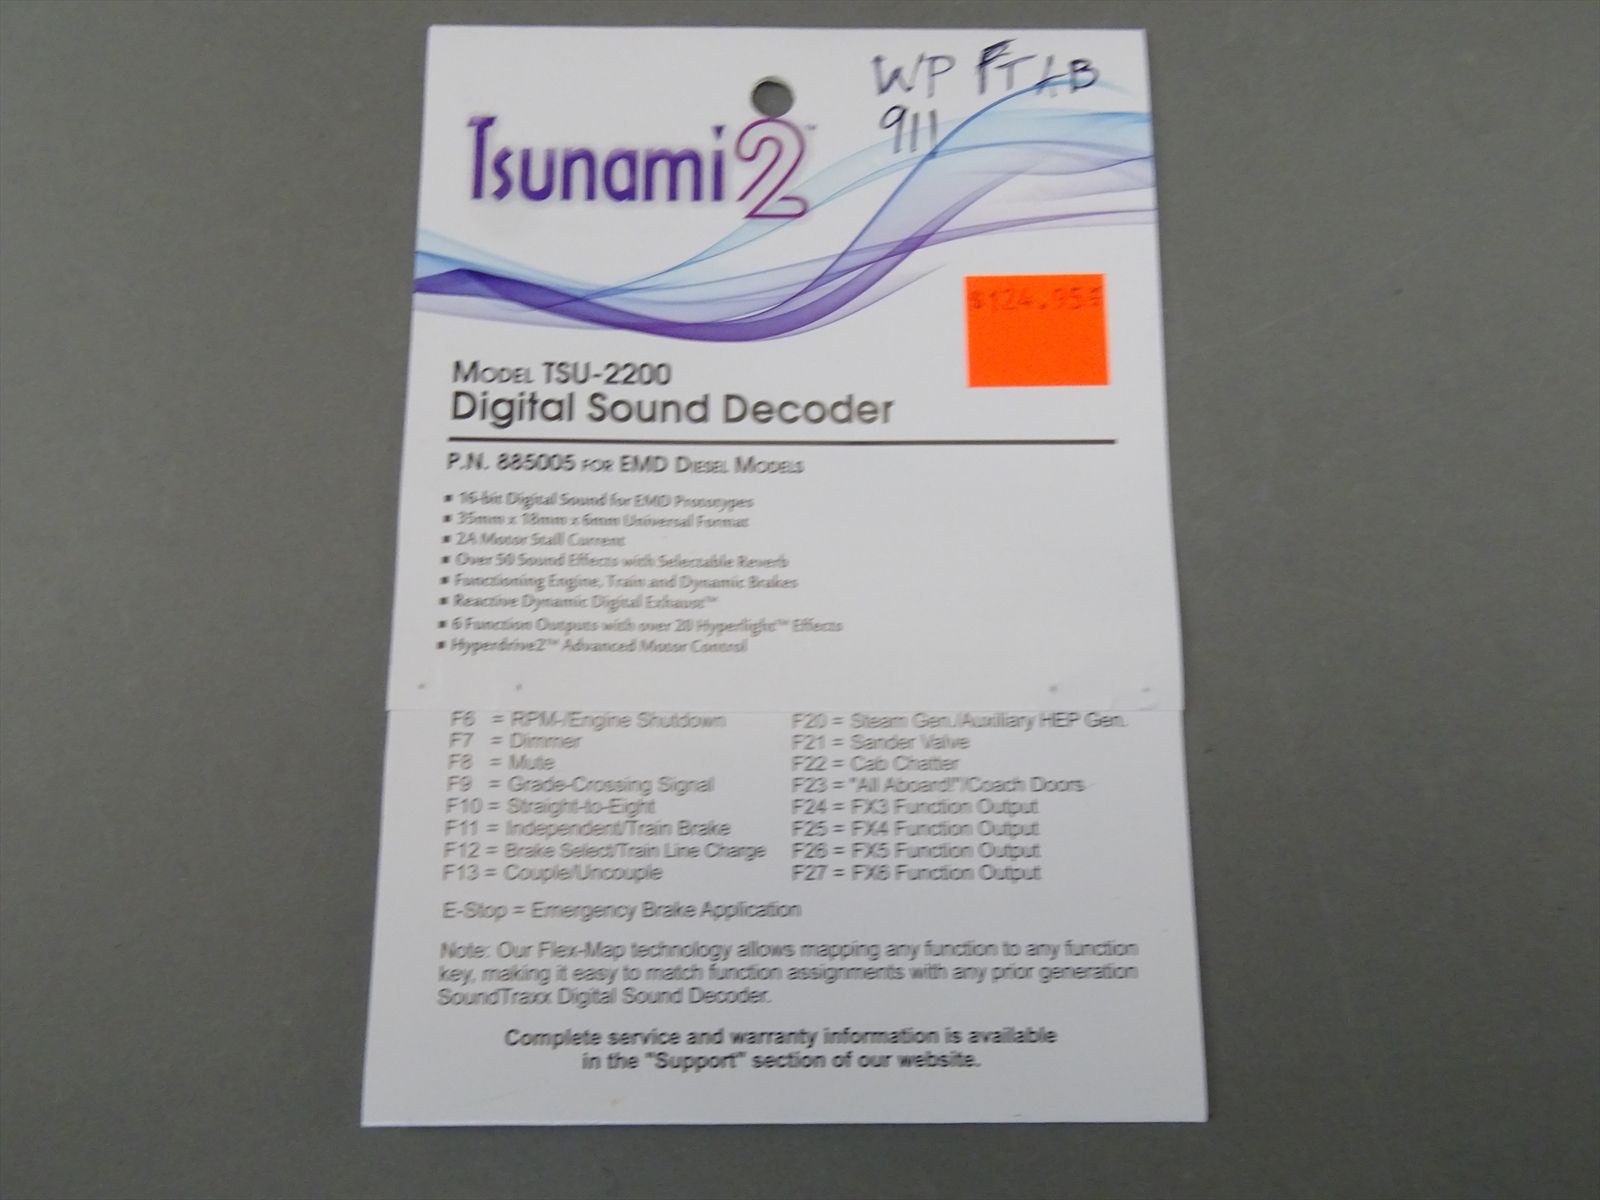 WP FT A B
911
Tsunami2™
$124.95
MODEL TSU-2200
Digital Sound Decoder
P.N. 885005 FOR EMD DIESEL MODELS
▪ 16-bit Digital Sound for EMD Prototypes
▪ 35mm x 18mm x 6mm Universal Format
▪ 2A Motor Stall Current
▪ Over 50 Sound Effects with Selectable Reverb
▪ Functioning Engine, Train and Dynamic Brakes
▪ Reactive Dynamic Digital Exhaust™
▪ 6 Function Outputs with over 20 Hyperlight™ Effects
▪ Hyperdrive2™ Advanced Motor Control
F6 = RPM-/Engine Shutdown F20 = Steam Gen./Auxiliary HEP Gen.
F7 = Dimmer F21 = Sander Valve
F8 = Mute F22 = Cab Chatter
F9 = Grade-Crossing Signal F23 = "All Aboard!"/Coach Doors
F10 = Straight-to-Eight F24 = FX3 Function Output
F11 = Independent/Train Brake F25 = FX4 Function Output
F12 = Brake Select/Train Line Charge F26 = FX5 Function Output
F13 = Couple/Uncouple F27 = FX6 Function Output
E-Stop = Emergency Brake Application
Note: Our Flex-Map technology allows mapping any function to any function
key, making it easy to match function assignments with any prior generation
SoundTraxx Digital Sound Decoder.
Complete service and warranty information is available
in the "Support" section of our website.